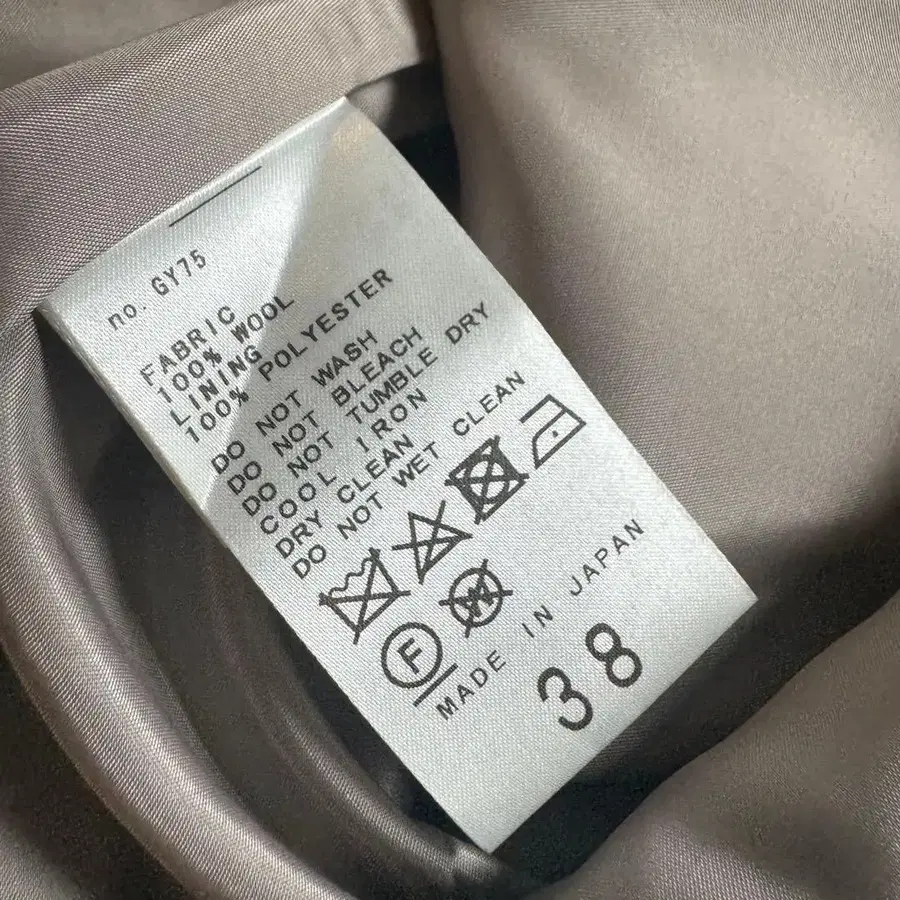 no. GY75
FABRIC
100% WOOL
LINING
100% POLYESTER
DO NOT WASH
DO NOT BLEACH
DO NOT TUMBLE DRY
COOL IRON
DRY CLEAN
DO NOT WET CLEAN
F W
MADE IN JAPAN
38